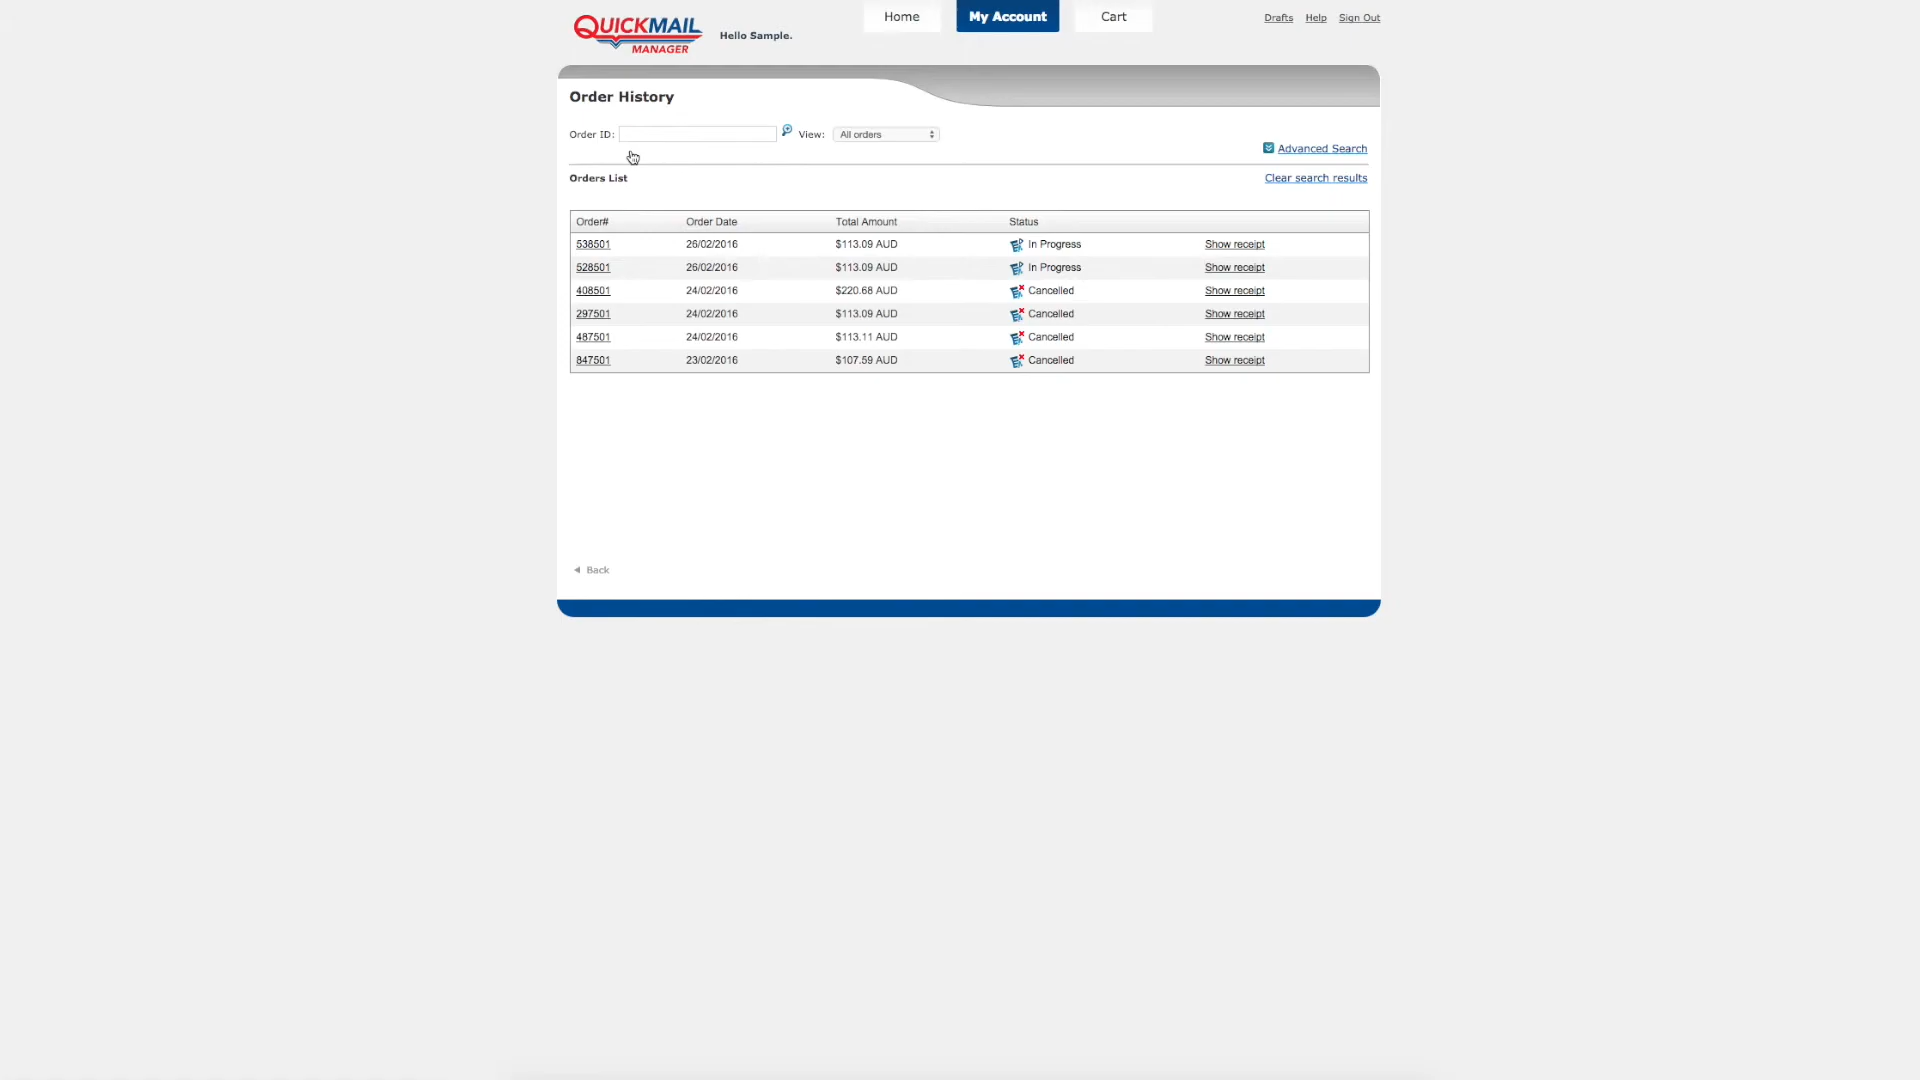 Home My Account Cart Drafts Help Sign Out
QUICKMAIL
MANAGER
Hello Sample.
Order History
Order ID: View: All orders
Advanced Search
Orders List Clear search results
Order# Order Date Total Amount Status
538501 26/02/2016 $113.09 AUD In Progress Show receipt
528501 26/02/2016 $113.09 AUD In Progress Show receipt
408501 24/02/2016 $220.68 AUD Cancelled Show receipt
297501 24/02/2016 $113.09 AUD Cancelled Show receipt
487501 24/02/2016 $113.11 AUD Cancelled Show receipt
847501 23/02/2016 $107.59 AUD Cancelled Show receipt
Back